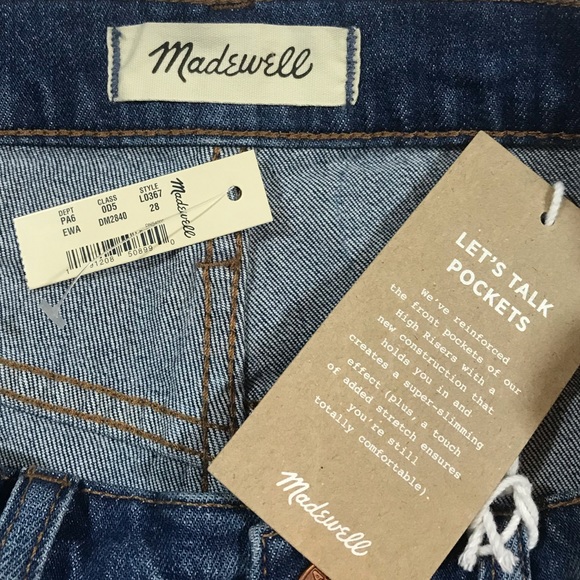 Madewell
DEPT CLASS STYLE
PA6 0D5 L0367
EWA DM2840 28
Madewell
LET'S TALK
POCKETS
We've reinforced
the front pockets of our
High Risers with a
new construction that
holds you in and
creates a super-slimming
effect (plus, a touch
of added stretch ensures
you're still
totally comfortable).
Madewell